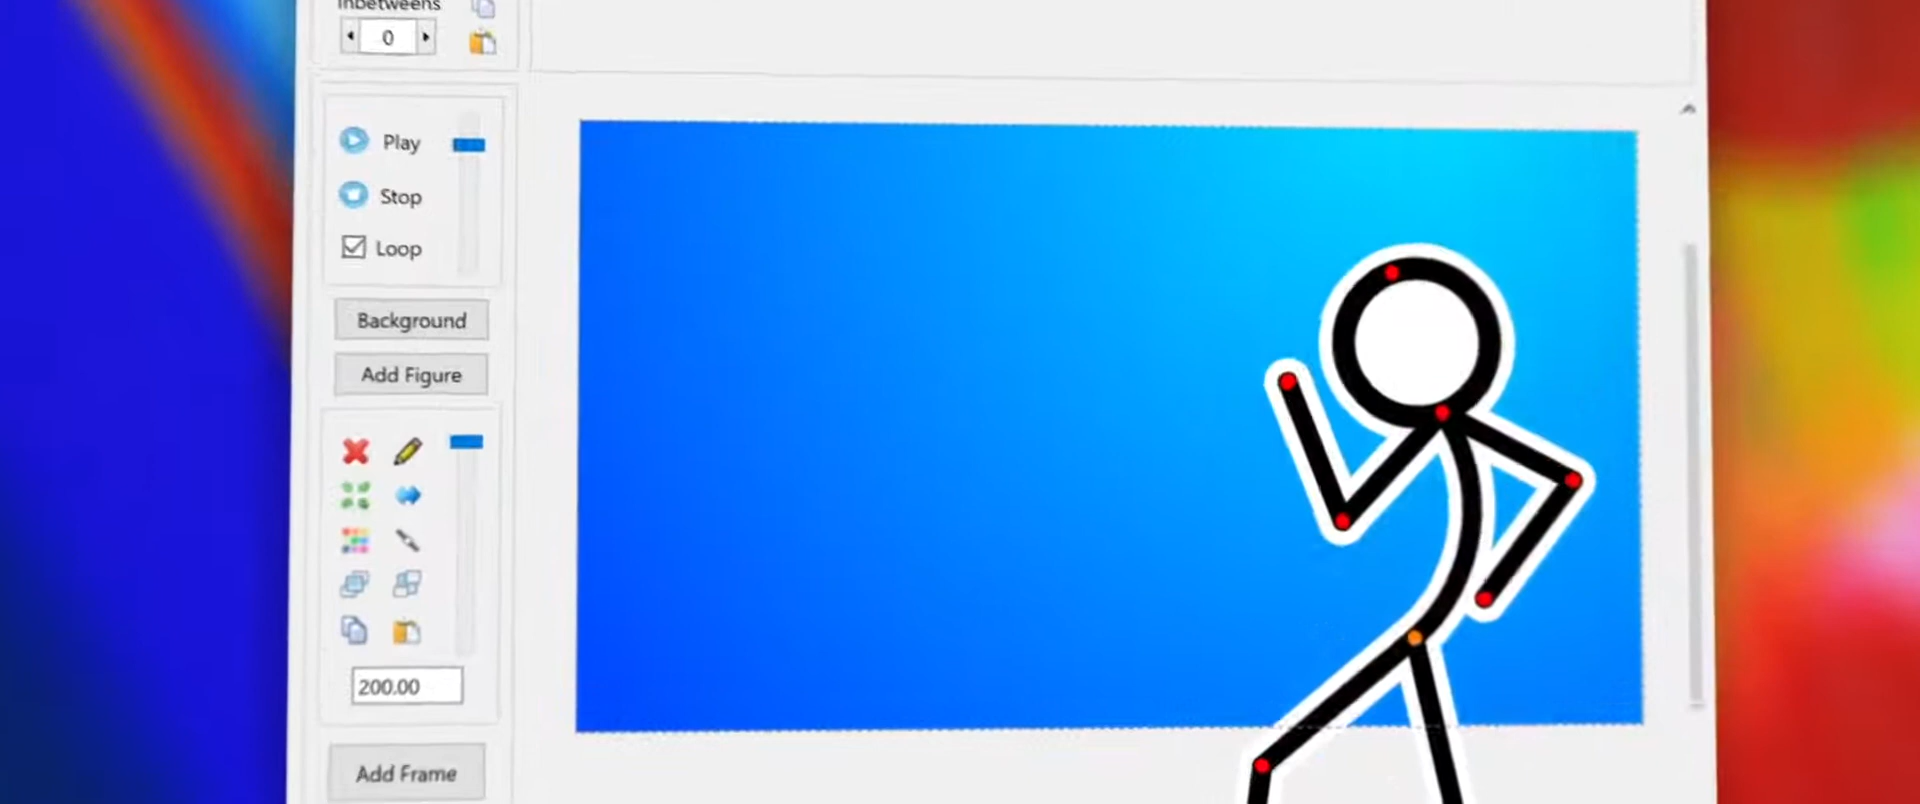 Inbetweens
0
Play
Stop
Loop
Background
Add Figure
200.00
Add Frame